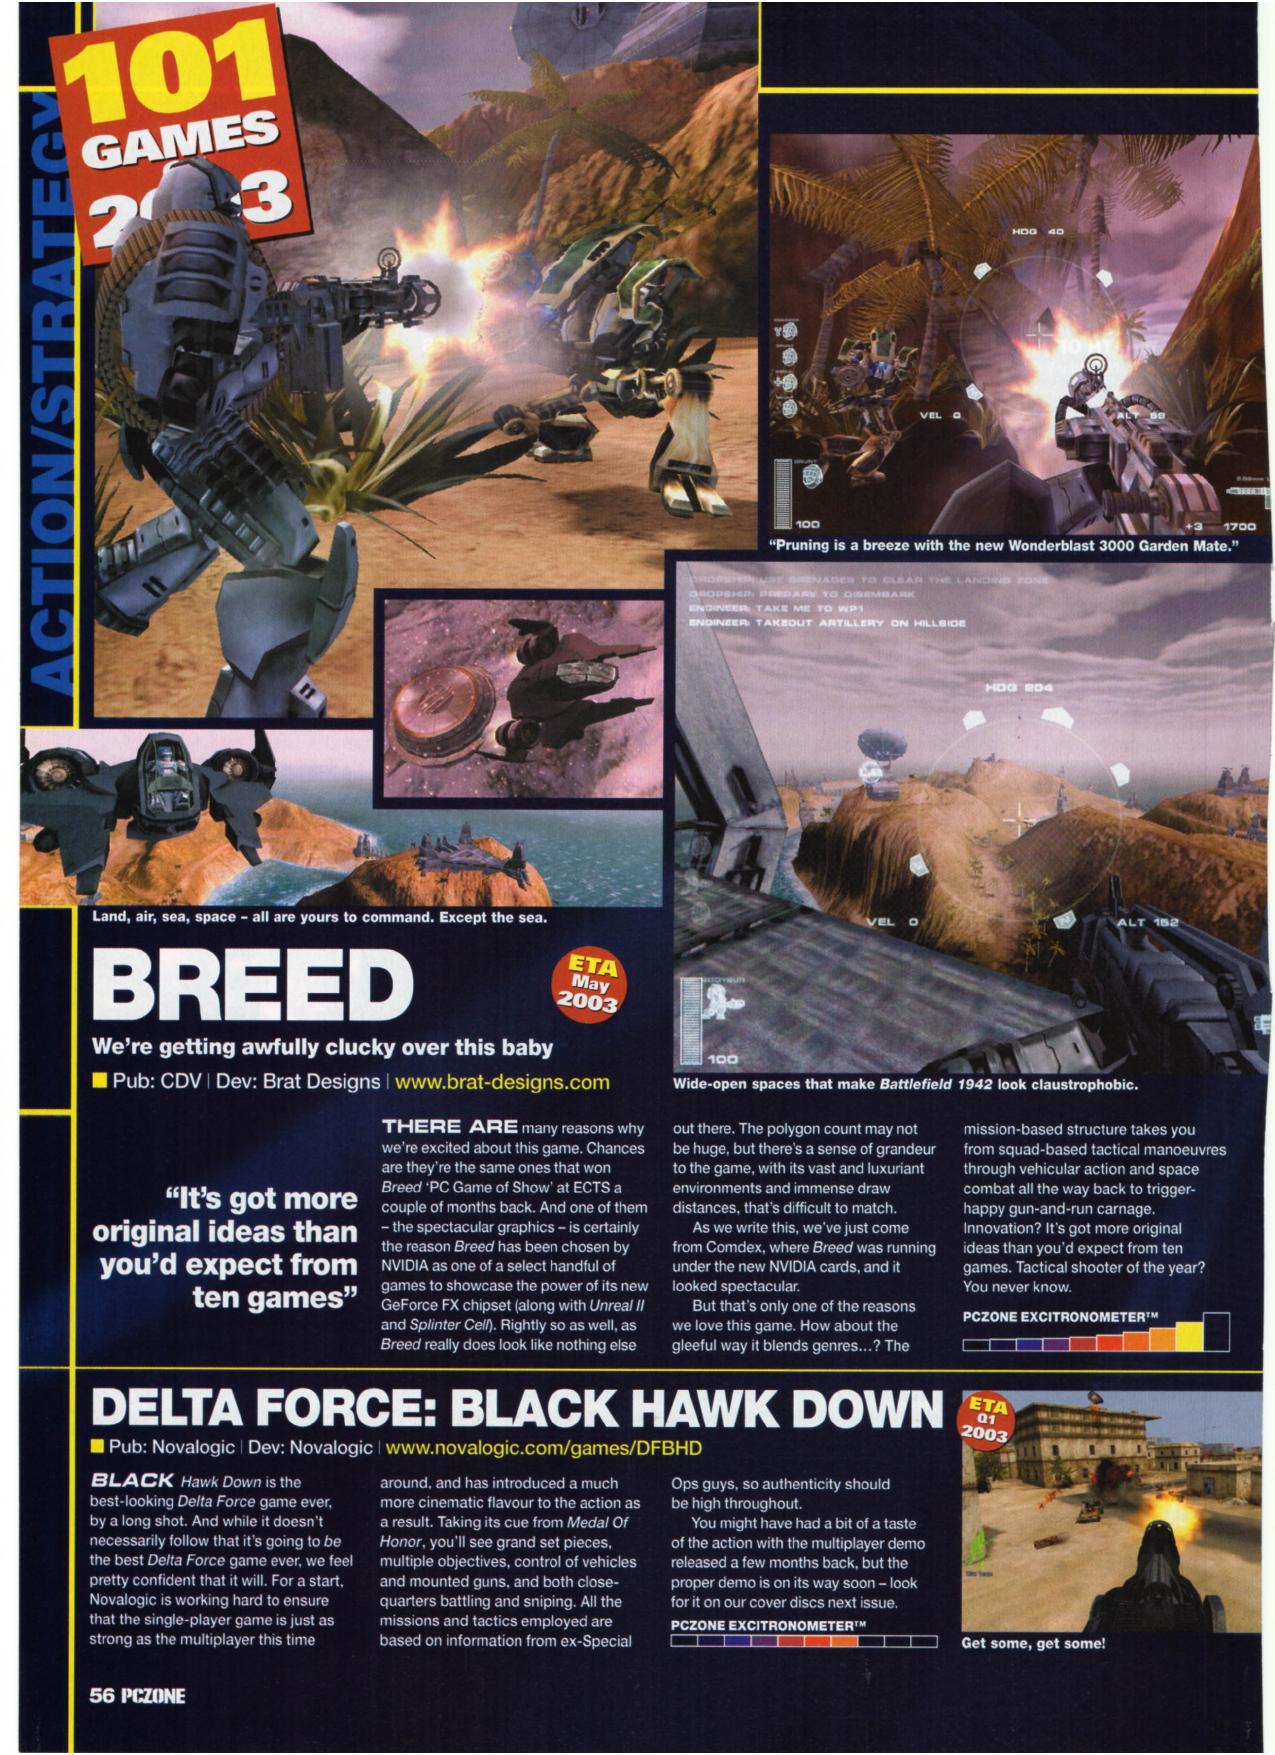 101
GAMES
2003
ACTION/STRATEGY
HDG 40
VEL 0
ALT 69
100
+3 1700
"Pruning is a breeze with the new Wonderblast 3000 Garden Mate."
DROPSHIP: USE GRENADES TO CLEAR THE LANDING ZONE
DROPSHIP: PREPARE TO DISEMBARK
ENGINEER: TAKE ME TO WP1
ENGINEER: TAKEOUT ARTILLERY ON HILLSIDE
HDG 204
VEL 0
ALT 152
100
Wide-open spaces that make Battlefield 1942 look claustrophobic.
Land, air, sea, space – all are yours to command. Except the sea.
BREED
ETA
May
2003
We're getting awfully clucky over this baby
Pub: CDV | Dev: Brat Designs | www.brat-designs.com
"It's got more
original ideas than
you'd expect from
ten games"
THERE ARE many reasons why
we're excited about this game. Chances
are they're the same ones that won
Breed 'PC Game of Show' at ECTS a
couple of months back. And one of them
– the spectacular graphics – is certainly
the reason Breed has been chosen by
NVIDIA as one of a select handful of
games to showcase the power of its new
GeForce FX chipset (along with Unreal II
and Splinter Cell). Rightly so as well, as
Breed really does look like nothing else
out there. The polygon count may not
be huge, but there's a sense of grandeur
to the game, with its vast and luxuriant
environments and immense draw
distances, that's difficult to match.
As we write this, we've just come
from Comdex, where Breed was running
under the new NVIDIA cards, and it
looked spectacular.
But that's only one of the reasons
we love this game. How about the
gleeful way it blends genres...? The
mission-based structure takes you
from squad-based tactical manoeuvres
through vehicular action and space
combat all the way back to trigger-
happy gun-and-run carnage.
Innovation? It's got more original
ideas than you'd expect from ten
games. Tactical shooter of the year?
You never know.
PCZONE EXCITRONOMETER™
DELTA FORCE: BLACK HAWK DOWN
ETA
Q1
2003
Pub: Novalogic | Dev: Novalogic | www.novalogic.com/games/DFBHD
BLACK Hawk Down is the
best-looking Delta Force game ever,
by a long shot. And while it doesn't
necessarily follow that it's going to be
the best Delta Force game ever, we feel
pretty confident that it will. For a start,
Novalogic is working hard to ensure
that the single-player game is just as
strong as the multiplayer this time
around, and has introduced a much
more cinematic flavour to the action as
a result. Taking its cue from Medal Of
Honor, you'll see grand set pieces,
multiple objectives, control of vehicles
and mounted guns, and both close-
quarters battling and sniping. All the
missions and tactics employed are
based on information from ex-Special
Ops guys, so authenticity should
be high throughout.
You might have had a bit of a taste
of the action with the multiplayer demo
released a few months back, but the
proper demo is on its way soon – look
for it on our cover discs next issue.
PCZONE EXCITRONOMETER™
Get some, get some!
56 PCZONE